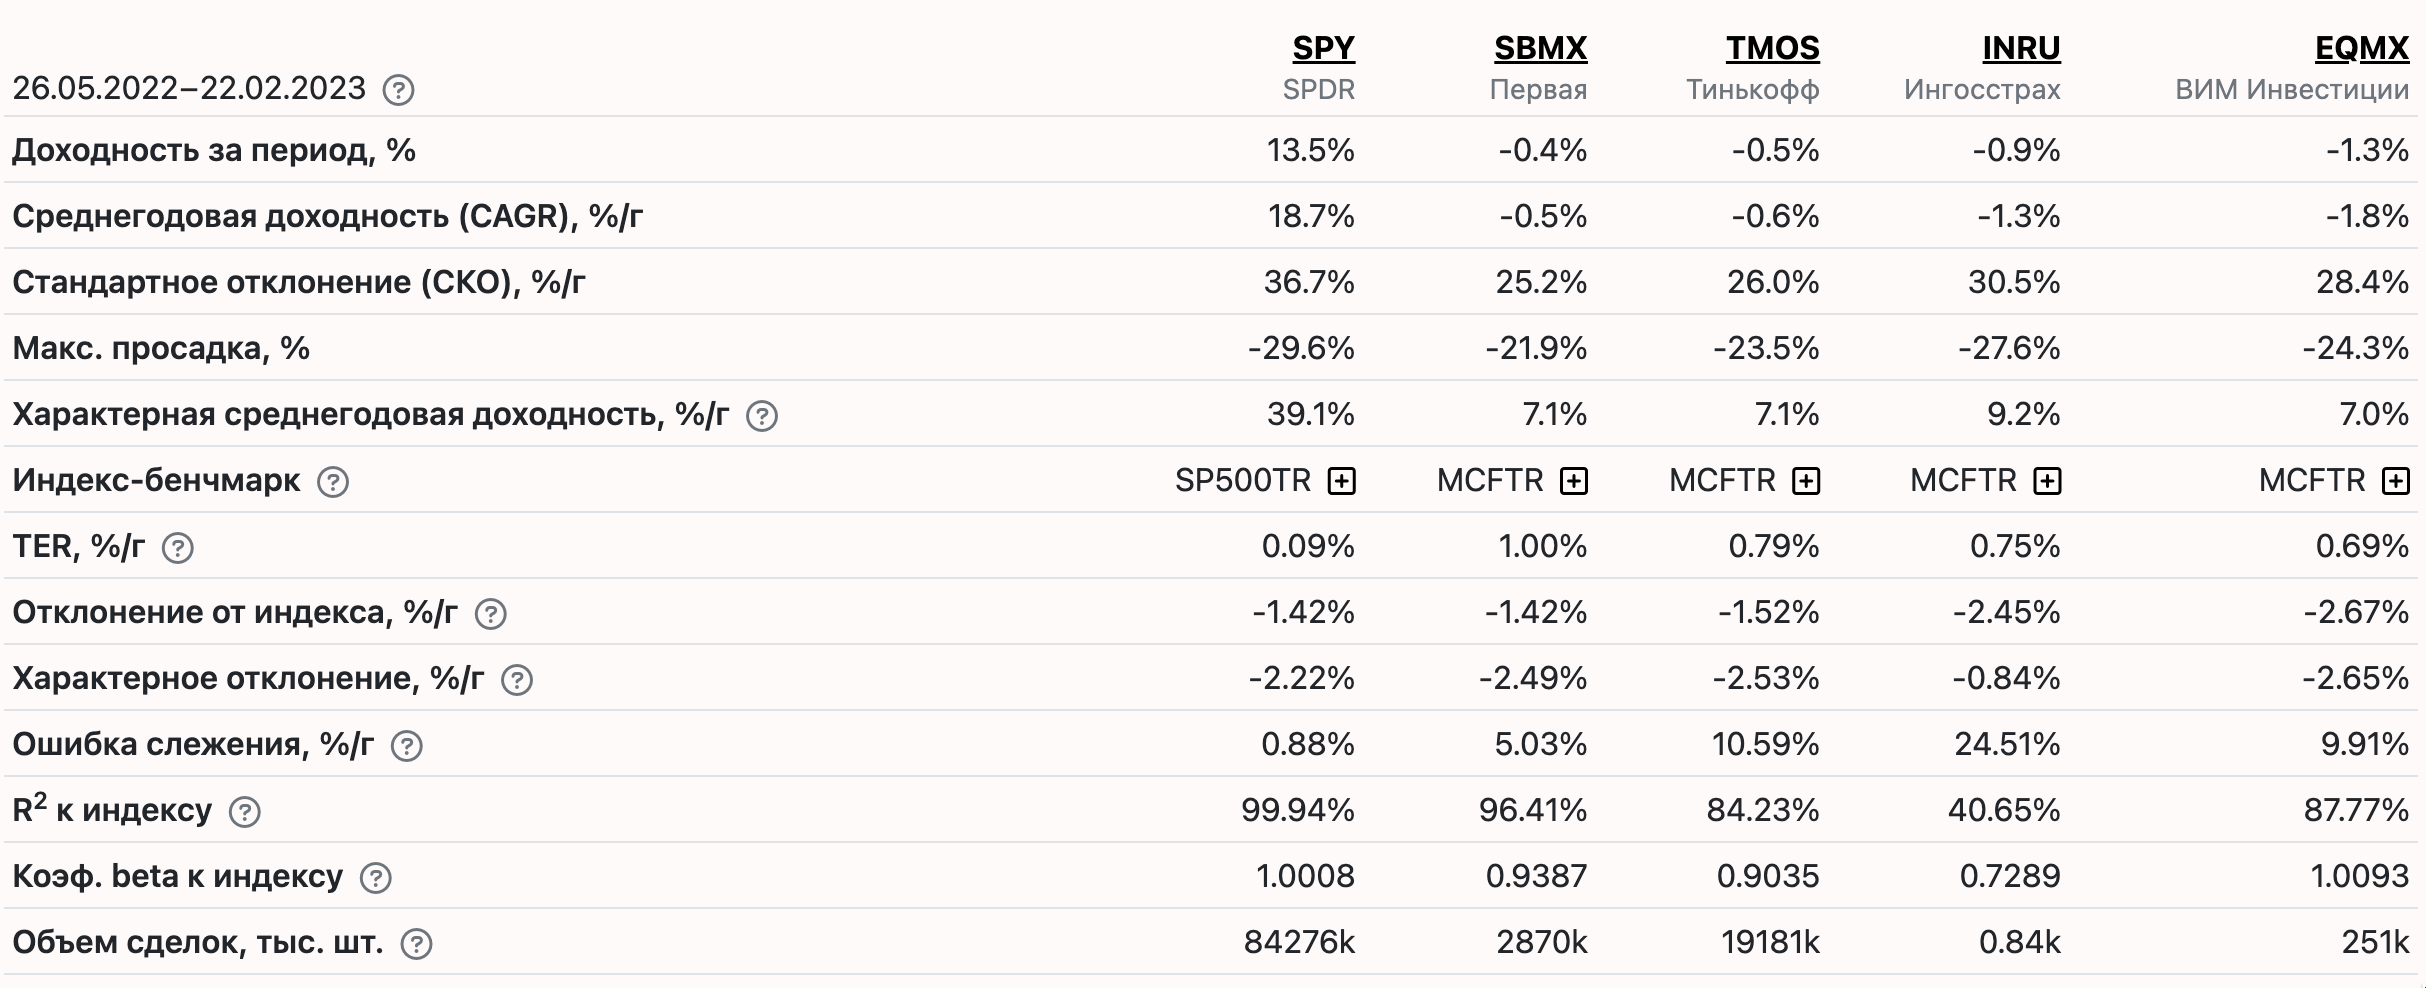 SPY SBMX TMOS INRU EQMX
26.05.2022–22.02.2023 ? SPDR Первая Тинькофф Ингосстрах ВИМ Инвестиции
Доходность за период, % 13.5% -0.4% -0.5% -0.9% -1.3%
Среднегодовая доходность (CAGR), %/г 18.7% -0.5% -0.6% -1.3% -1.8%
Стандартное отклонение (СКО), %/г 36.7% 25.2% 26.0% 30.5% 28.4%
Макс. просадка, % -29.6% -21.9% -23.5% -27.6% -24.3%
Характерная среднегодовая доходность, %/г ? 39.1% 7.1% 7.1% 9.2% 7.0%
Индекс-бенчмарк ? SP500TR + MCFTR + MCFTR + MCFTR + MCFTR +
TER, %/г ? 0.09% 1.00% 0.79% 0.75% 0.69%
Отклонение от индекса, %/г ? -1.42% -1.42% -1.52% -2.45% -2.67%
Характерное отклонение, %/г ? -2.22% -2.49% -2.53% -0.84% -2.65%
Ошибка слежения, %/г ? 0.88% 5.03% 10.59% 24.51% 9.91%
R² к индексу ? 99.94% 96.41% 84.23% 40.65% 87.77%
Коэф. beta к индексу ? 1.0008 0.9387 0.9035 0.7289 1.0093
Объем сделок, тыс. шт. ? 84276k 2870k 19181k 0.84k 251k